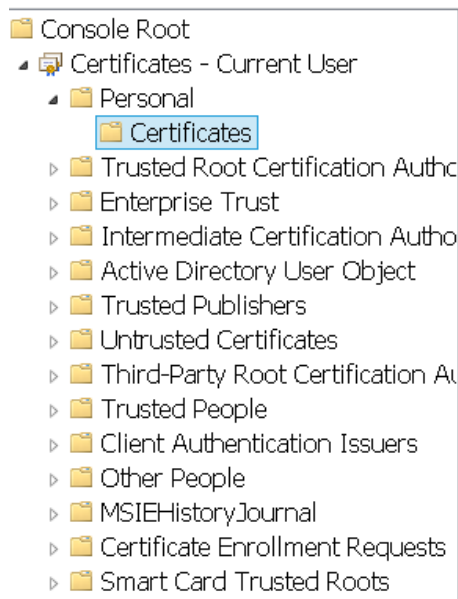 Console Root
Certificates - Current User
Personal
Certificates
Trusted Root Certification Autho
Enterprise Trust
Intermediate Certification Autho
Active Directory User Object
Trusted Publishers
Untrusted Certificates
Third-Party Root Certification Au
Trusted People
Client Authentication Issuers
Other People
MSIEHistoryJournal
Certificate Enrollment Requests
Smart Card Trusted Roots